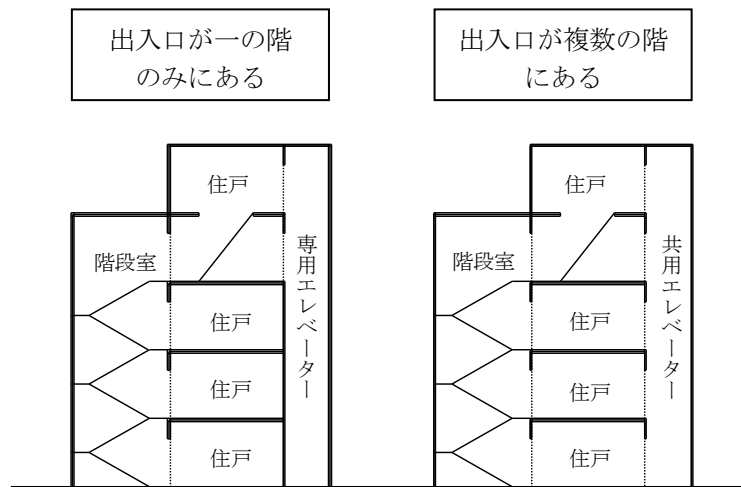 出入口が一の階
のみにある
出入口が複数の階
にある
住戸
階段室
専用エレベーター
住戸
住戸
住戸
住戸
階段室
共用エレベーター
住戸
住戸
住戸